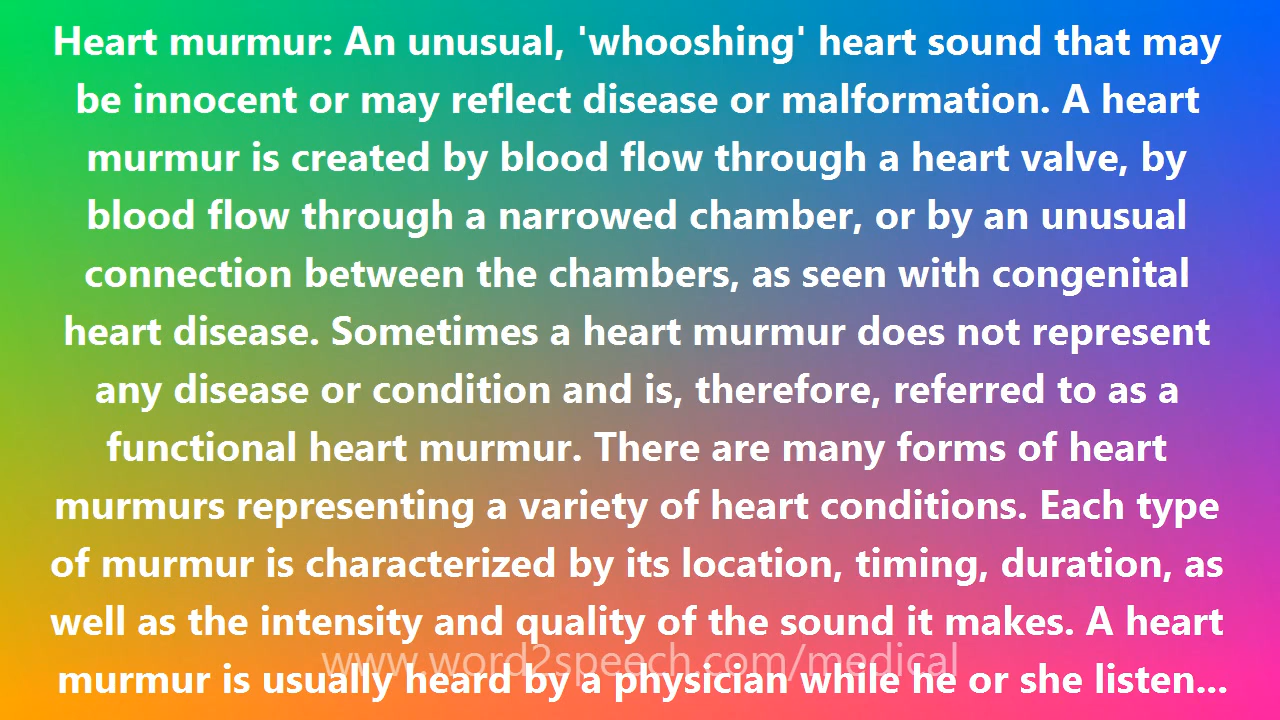 Heart murmur: An unusual, 'whooshing' heart sound that may
be innocent or may reflect disease or malformation. A heart
murmur is created by blood flow through a heart valve, by
blood flow through a narrowed chamber, or by an unusual
connection between the chambers, as seen with congenital
heart disease. Sometimes a heart murmur does not represent
any disease or condition and is, therefore, referred to as a
functional heart murmur. There are many forms of heart
murmurs representing a variety of heart conditions. Each type
of murmur is characterized by its location, timing, duration, as
well as the intensity and quality of the sound it makes. A heart
www.word2speech.com/medical
murmur is usually heard by a physician while he or she listen...